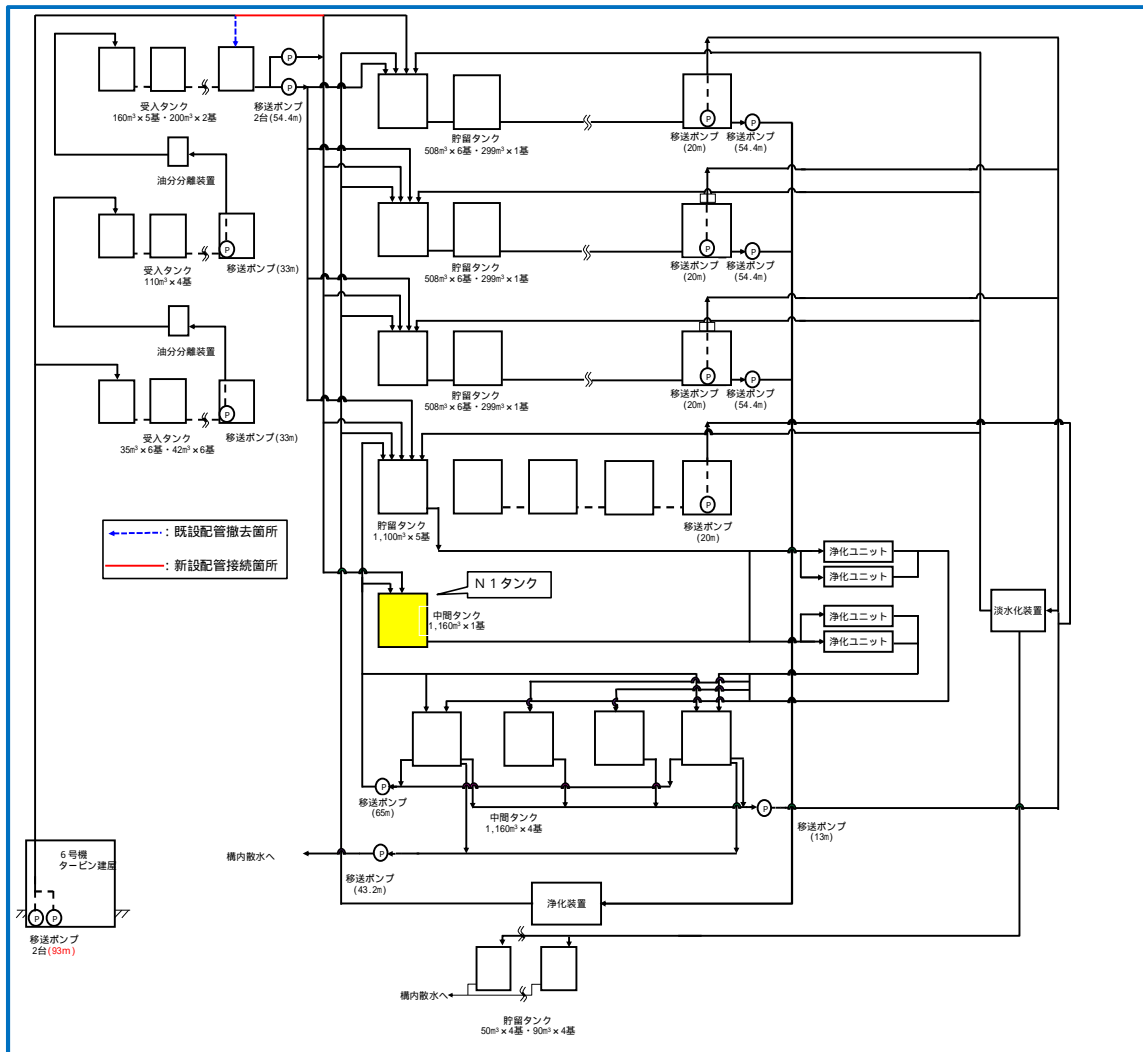 P
P
受入タンク
160m³×5基・200m³×2基
移送ポンプ
2台(54.4m)
油分分離装置
P
受入タンク
110m³×4基
移送ポンプ(33m)
油分分離装置
P
受入タンク
35m³×6基・42m³×6基
移送ポンプ(33m)
貯留タンク
508m³×6基・299m³×1基
P
P
移送ポンプ
(20m)
移送ポンプ
(54.4m)
貯留タンク
508m³×6基・299m³×1基
P
P
移送ポンプ
(20m)
移送ポンプ
(54.4m)
貯留タンク
508m³×6基・299m³×1基
P
P
移送ポンプ
(20m)
移送ポンプ
(54.4m)
貯留タンク
1,100m³×5基
P
移送ポンプ
(20m)
：既設配管撤去箇所
：新設配管接続箇所
N1タンク
中間タンク
1,160m³×1基
浄化ユニット
浄化ユニット
浄化ユニット
浄化ユニット
淡水化装置
P
移送ポンプ
(65m)
中間タンク
1,160m³×4基
P
移送ポンプ
(13m)
構内散水へ
P
移送ポンプ
(43.2m)
6号機
タービン建屋
P
P
移送ポンプ
2台(93m)
浄化装置
構内散水へ
貯留タンク
50m³×4基・90m³×4基